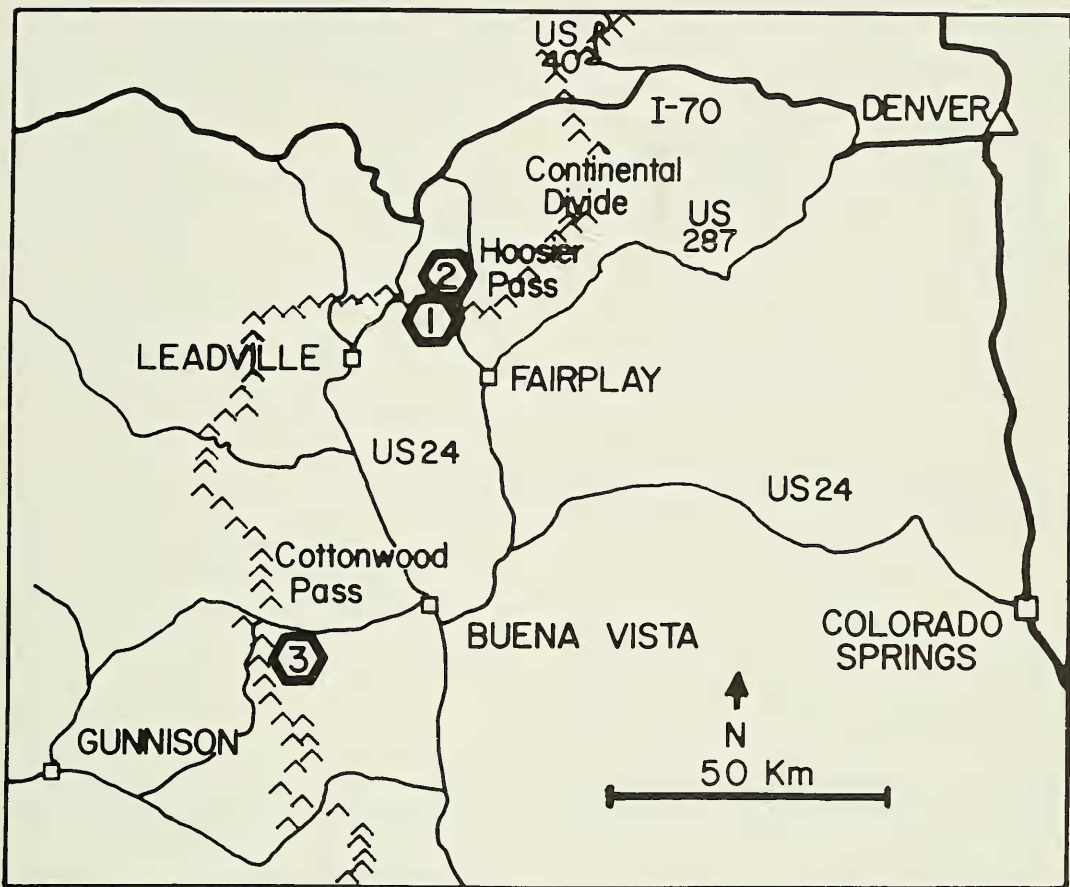 US
40
I-70
DENVER
Continental
Divide
US
287
Hoosier
Pass
2
1
LEADVILLE
FAIRPLAY
US24
US24
Cottonwood
Pass
BUENA VISTA
COLORADO
SPRINGS
3
GUNNISON
N
50 Km